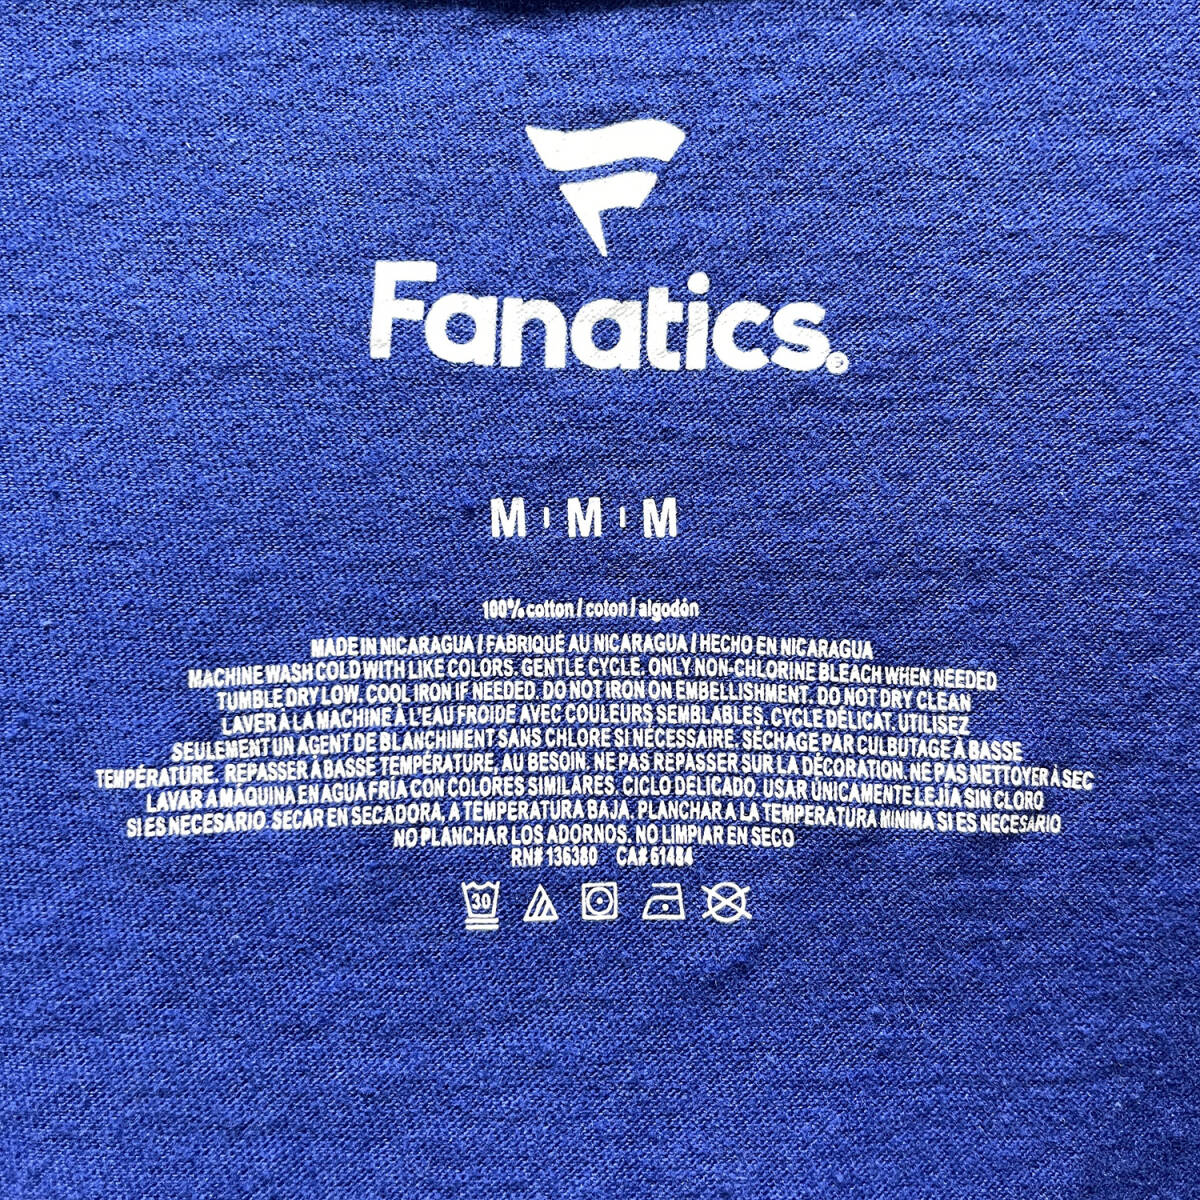 Fanatics®
M | M | M
100% cotton / coton / algodón
MADE IN NICARAGUA / FABRIQUÉ AU NICARAGUA / HECHO EN NICARAGUA
MACHINE WASH COLD WITH LIKE COLORS. GENTLE CYCLE. ONLY NON-CHLORINE BLEACH WHEN NEEDED
TUMBLE DRY LOW. COOL IRON IF NEEDED. DO NOT IRON ON EMBELLISHMENT. DO NOT DRY CLEAN
LAVER À LA MACHINE À L'EAU FROIDE AVEC COULEURS SEMBLABLES. CYCLE DÉLICAT. UTILISEZ
SEULEMENT UN AGENT DE BLANCHIMENT SANS CHLORE SI NÉCESSAIRE. SÉCHAGE PAR CULBUTAGE À BASSE
TEMPÉRATURE. REPASSER À BASSE TEMPÉRATURE, AU BESOIN. NE PAS REPASSER SUR LA DÉCORATION. NE PAS NETTOYER À SEC
LAVAR A MÁQUINA EN AGUA FRÍA CON COLORES SIMILARES. CICLO DELICADO. USAR ÚNICAMENTE LEJÍA SIN CLORO
SI ES NECESARIO. SECAR EN SECADORA, A TEMPERATURA BAJA. PLANCHAR A LA TEMPERATURA MINIMA SI ES NECESARIO
NO PLANCHAR LOS ADORNOS. NO LIMPIAR EN SECO
RN# 136380 CA# 61484
30